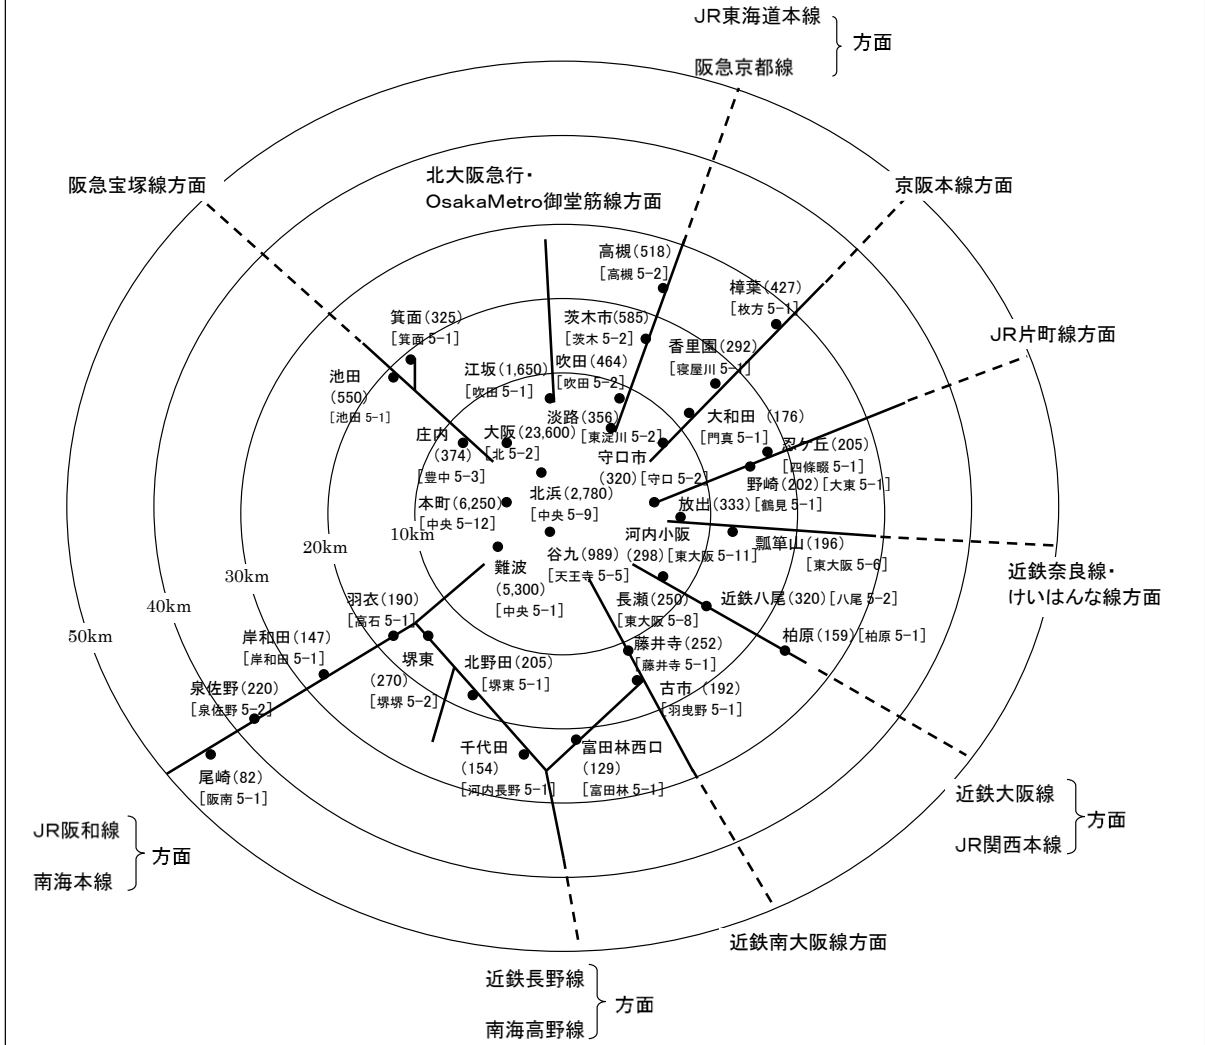 JR東海道本線
方面
阪急京都線
阪急宝塚線方面
北大阪急行・
OsakaMetro御堂筋線方面
京阪本線方面
高槻(518)
[高槻 5-2]
樟葉(427)
[枚方 5-1]
箕面(325)
[箕面 5-1]
茨木市(585)
[茨木 5-2]
香里園(292)
[寝屋川 5-1]
JR片町線方面
池田
(550)
[池田 5-1]
江坂(1,650)
[吹田 5-1]
吹田(464)
[吹田 5-2]
淡路(356)
[東淀川 5-2]
大和田 (176)
[門真 5-1]
庄内
(374)
[豊中 5-3]
大阪(23,600)
[北 5-2]
守口市
(320)[守口 5-2]
忍ケ丘(205)
[四條畷 5-1]
野崎(202)[大東 5-1]
本町(6,250)
[中央 5-12]
北浜(2,780)
[中央 5-9]
放出(333)[鶴見 5-1]
10km
20km
30km
40km
50km
河内小阪
(298)[東大阪 5-11]
瓢箪山(196)
[東大阪 5-6]
谷九(989)
[天王寺 5-5]
難波
(5,300)
[中央 5-1]
近鉄奈良線・
けいはんな線方面
羽衣(190)
[高石 5-1]
長瀬(250)
[東大阪 5-8]
近鉄八尾(320)[八尾 5-2]
岸和田(147)
[岸和田 5-1]
堺東
(270)
[堺堺 5-2]
北野田(205)
[堺東 5-1]
藤井寺(252)
[藤井寺 5-1]
柏原(159)[柏原 5-1]
泉佐野(220)
[泉佐野 5-2]
古市(192)
[羽曳野 5-1]
尾崎(82)
[阪南 5-1]
千代田
(154)
[河内長野 5-1]
富田林西口
(129)
[富田林 5-1]
近鉄大阪線
方面
JR関西本線
JR阪和線
方面
南海本線
近鉄南大阪線方面
近鉄長野線
方面
南海高野線